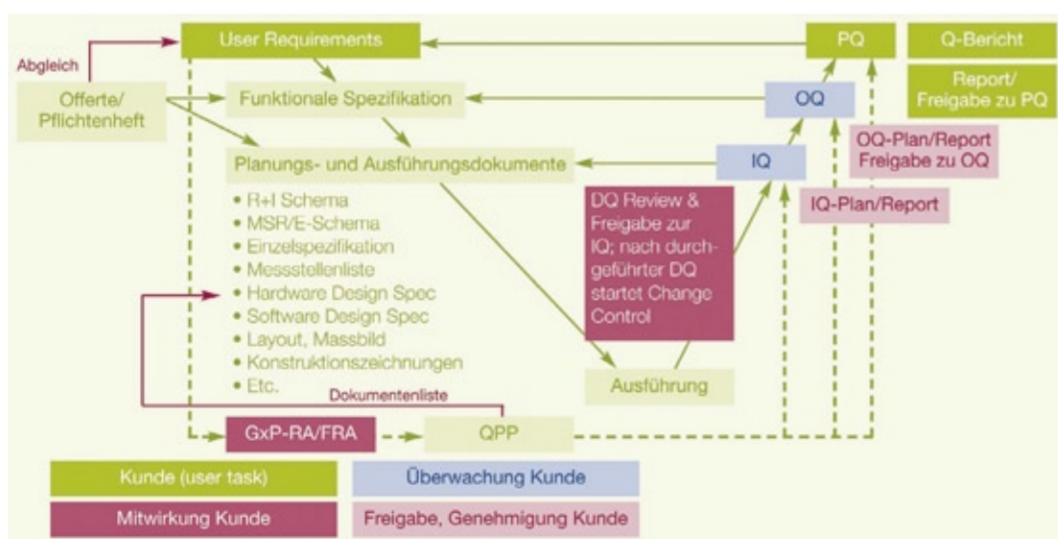 User Requirements
PQ
Q-Bericht
Abgleich
Offerte/
Pflichtenheft
Funktionale Spezifikation
OQ
Report/
Freigabe zu PQ
Planungs- und Ausführungsdokumente
IQ
OQ-Plan/Report
Freigabe zu OQ
IQ-Plan/Report
• R+I Schema
• MSR/E-Schema
• Einzelspezifikation
• Messstellenliste
• Hardware Design Spec
• Software Design Spec
• Layout, Massbild
• Konstruktionszeichnungen
• Etc.
DQ Review &
Freigabe zur
IQ; nach durch-
geführter DQ
startet Change
Control
Ausführung
Dokumentenliste
GxP-RA/FRA
QPP
Kunde (user task)
Überwachung Kunde
Mitwirkung Kunde
Freigabe, Genehmigung Kunde